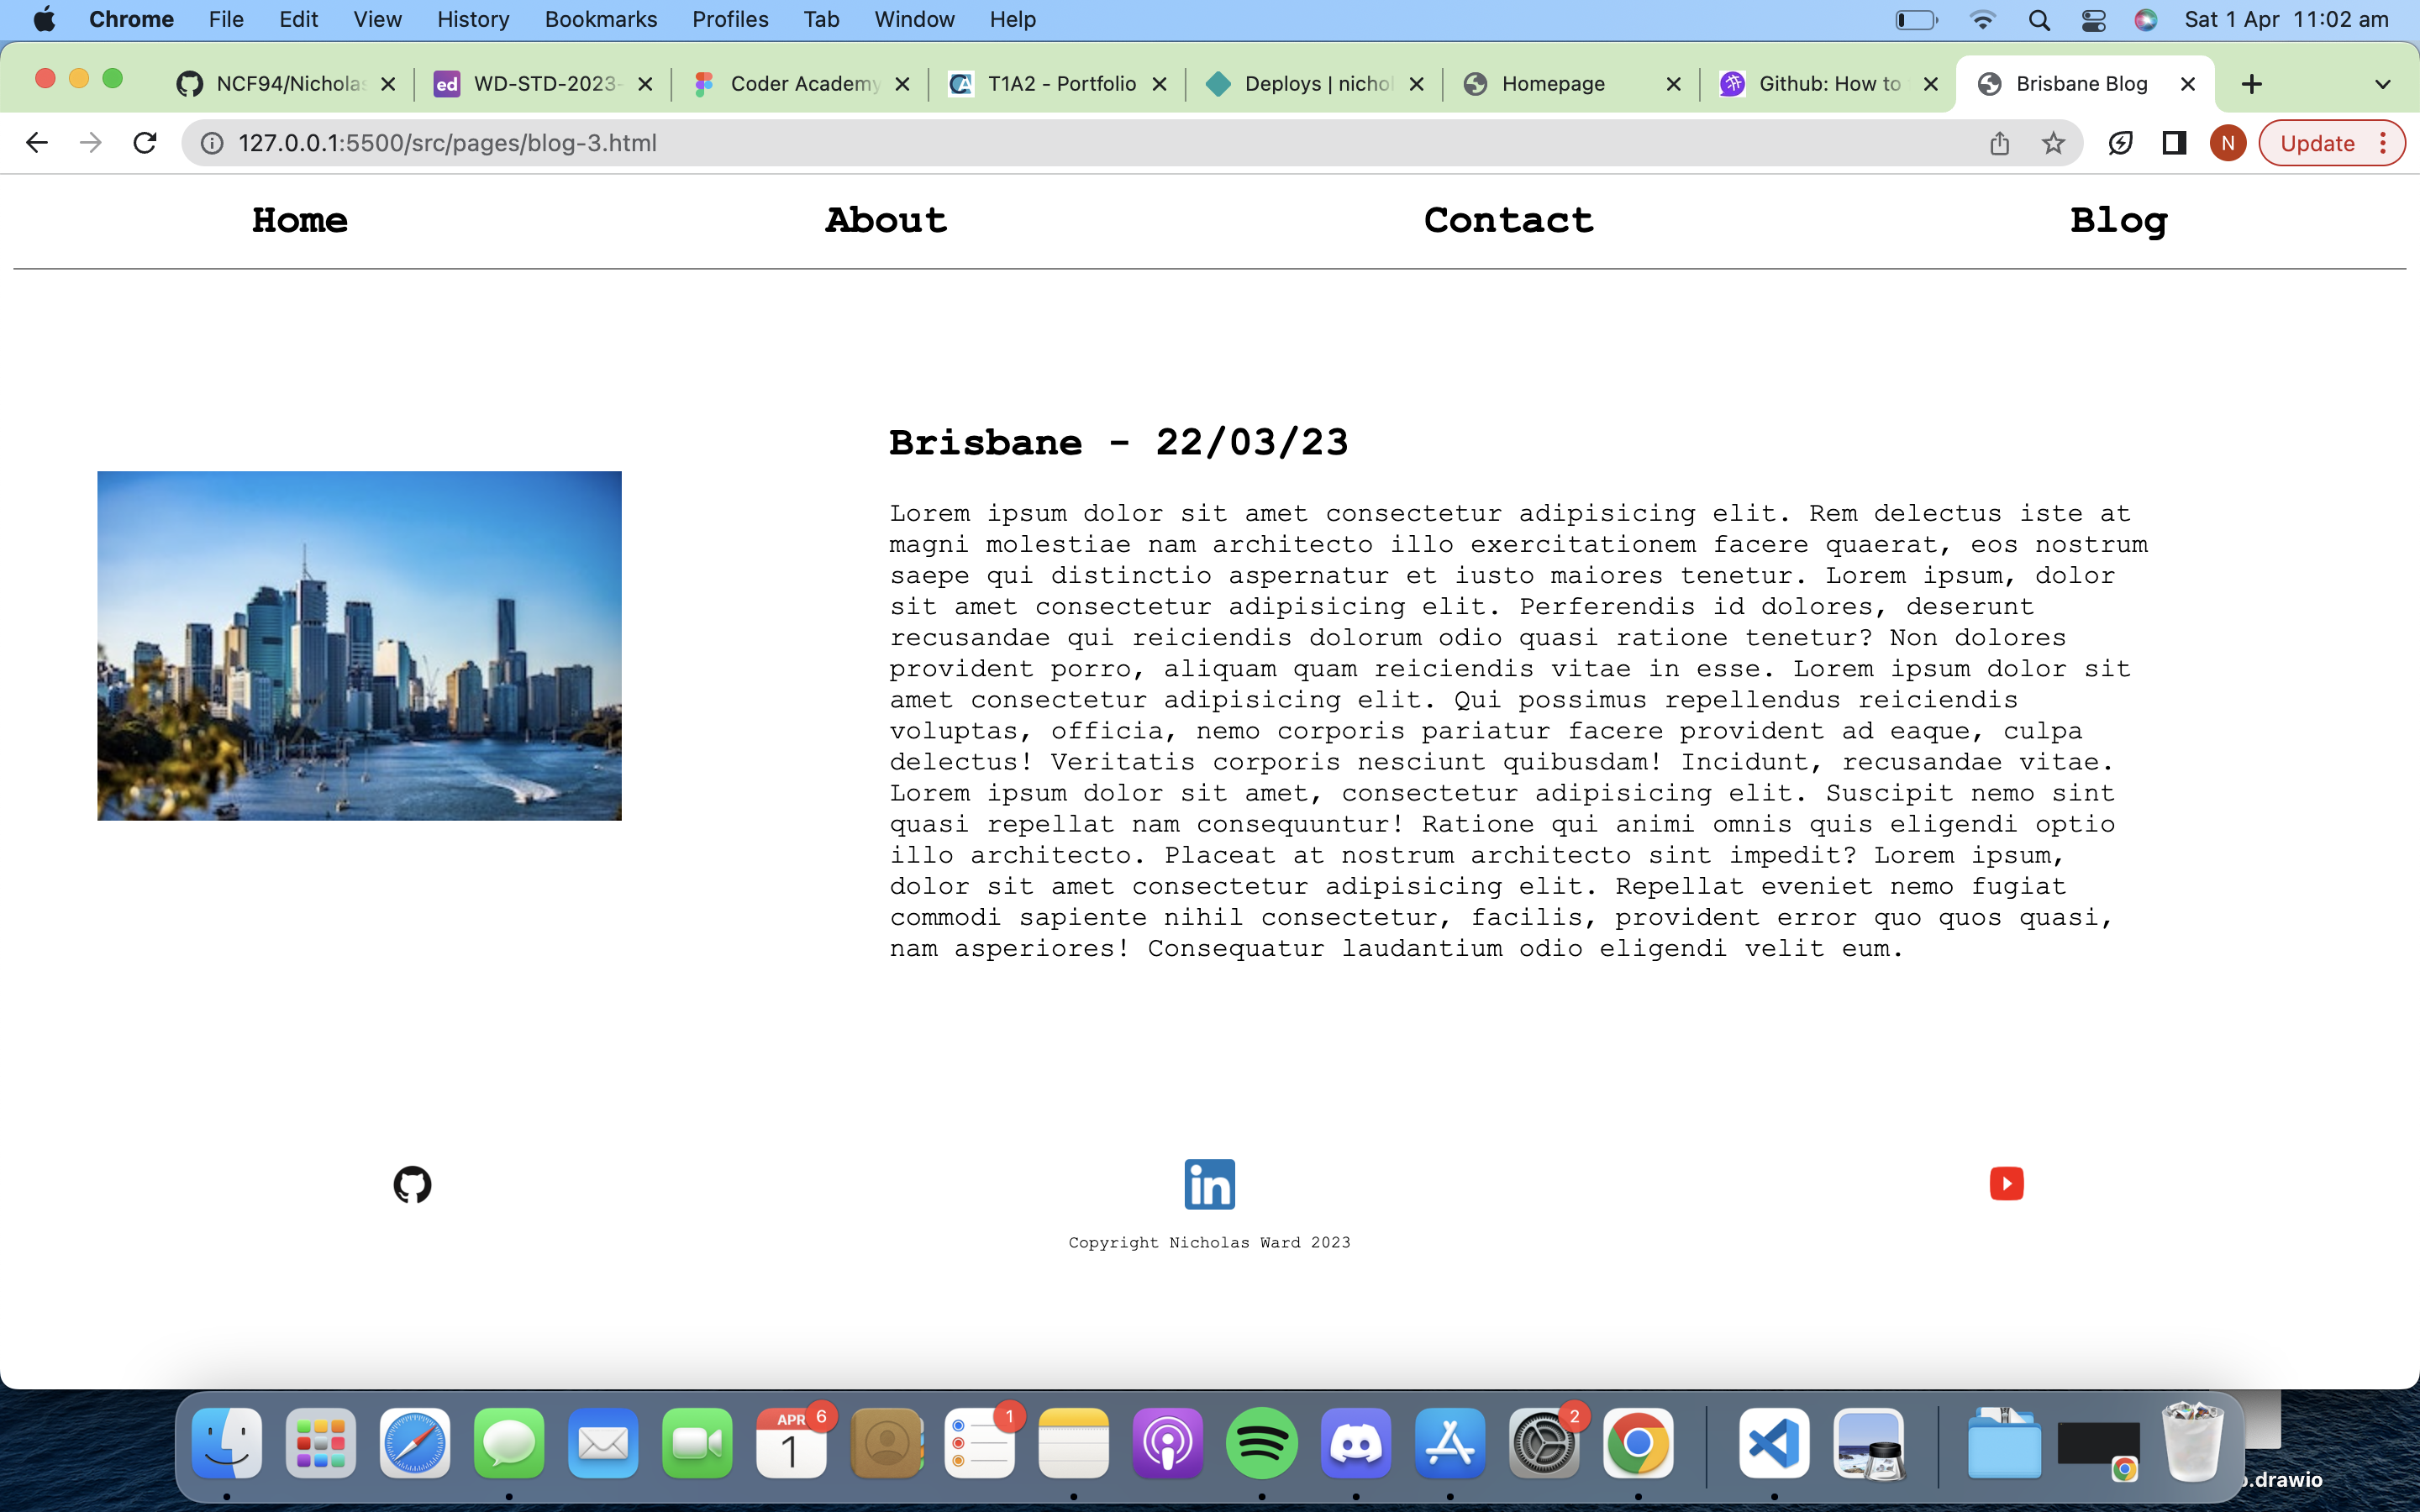 Chrome File Edit View History Bookmarks Profiles Tab Window Help Sat 1 Apr 11:02 am
NCF94/Nicholas ed WD-STD-2023- Coder Academy CA T1A2 - Portfolio Deploys | nichol Homepage Github: How to Brisbane Blog
127.0.0.1:5500/src/pages/blog-3.html N Update
Home About Contact Blog
Brisbane - 22/03/23
Lorem ipsum dolor sit amet consectetur adipisicing elit. Rem delectus iste at
magni molestiae nam architecto illo exercitationem facere quaerat, eos nostrum
saepe qui distinctio aspernatur et iusto maiores tenetur. Lorem ipsum, dolor
sit amet consectetur adipisicing elit. Perferendis id dolores, deserunt
recusandae qui reiciendis dolorum odio quasi ratione tenetur? Non dolores
provident porro, aliquam quam reiciendis vitae in esse. Lorem ipsum dolor sit
amet consectetur adipisicing elit. Qui possimus repellendus reiciendis
voluptas, officia, nemo corporis pariatur facere provident ad eaque, culpa
delectus! Veritatis corporis nesciunt quibusdam! Incidunt, recusandae vitae.
Lorem ipsum dolor sit amet, consectetur adipisicing elit. Suscipit nemo sint
quasi repellat nam consequuntur! Ratione qui animi omnis quis eligendi optio
illo architecto. Placeat at nostrum architecto sint impedit? Lorem ipsum,
dolor sit amet consectetur adipisicing elit. Repellat eveniet nemo fugiat
commodi sapiente nihil consectetur, facilis, provident error quo quos quasi,
nam asperiores! Consequatur laudantium odio eligendi velit eum.
in
Copyright Nicholas Ward 2023
APR 6 1 2
1
.drawio